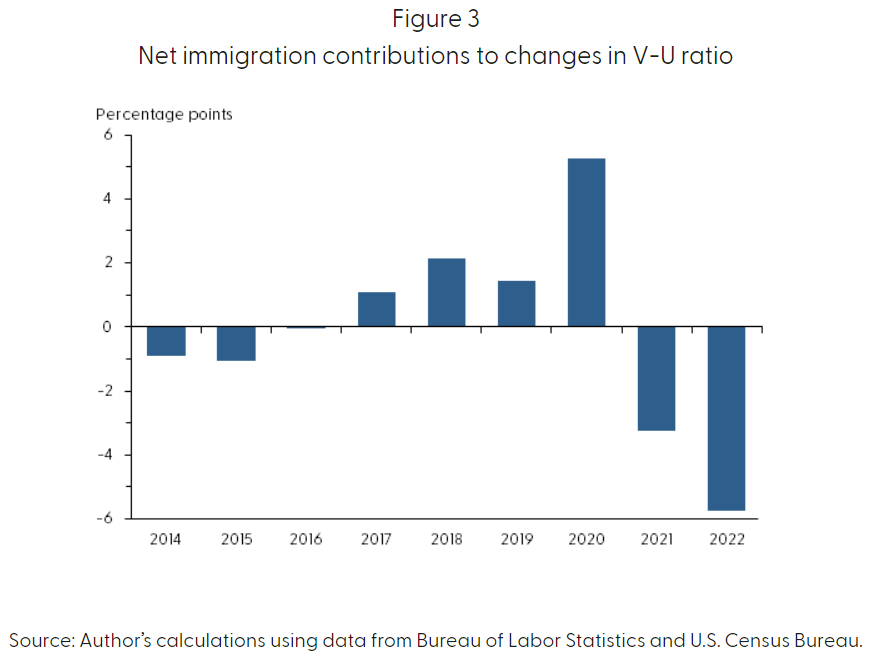 Figure 3
Net immigration contributions to changes in V-U ratio
Percentage points
6
4
2
0
-2
-4
-6
2014 2015 2016 2017 2018 2019 2020 2021 2022
Source: Author’s calculations using data from Bureau of Labor Statistics and U.S. Census Bureau.